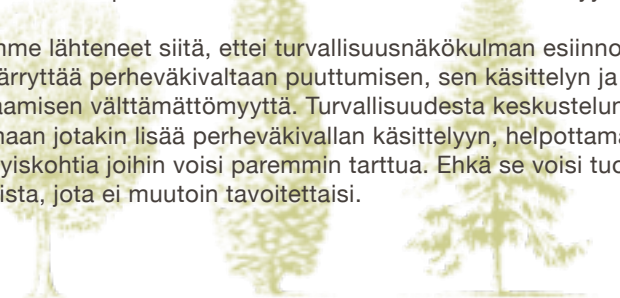 mme lähteneet siitä, ettei turvallisuusnäkökulman esiinno
ärryttää perheväkivaltaan puuttumisen, sen käsittelyn ja
aamisen välttämättömyyttä. Turvallisuudesta keskustelun
maan jotakin lisää perheväkivallan käsittelyyn, helpottama
yiskohtia joihin voisi paremmin tarttua. Ehkä se voisi tuo
ista, jota ei muutoin tavoitettaisi.